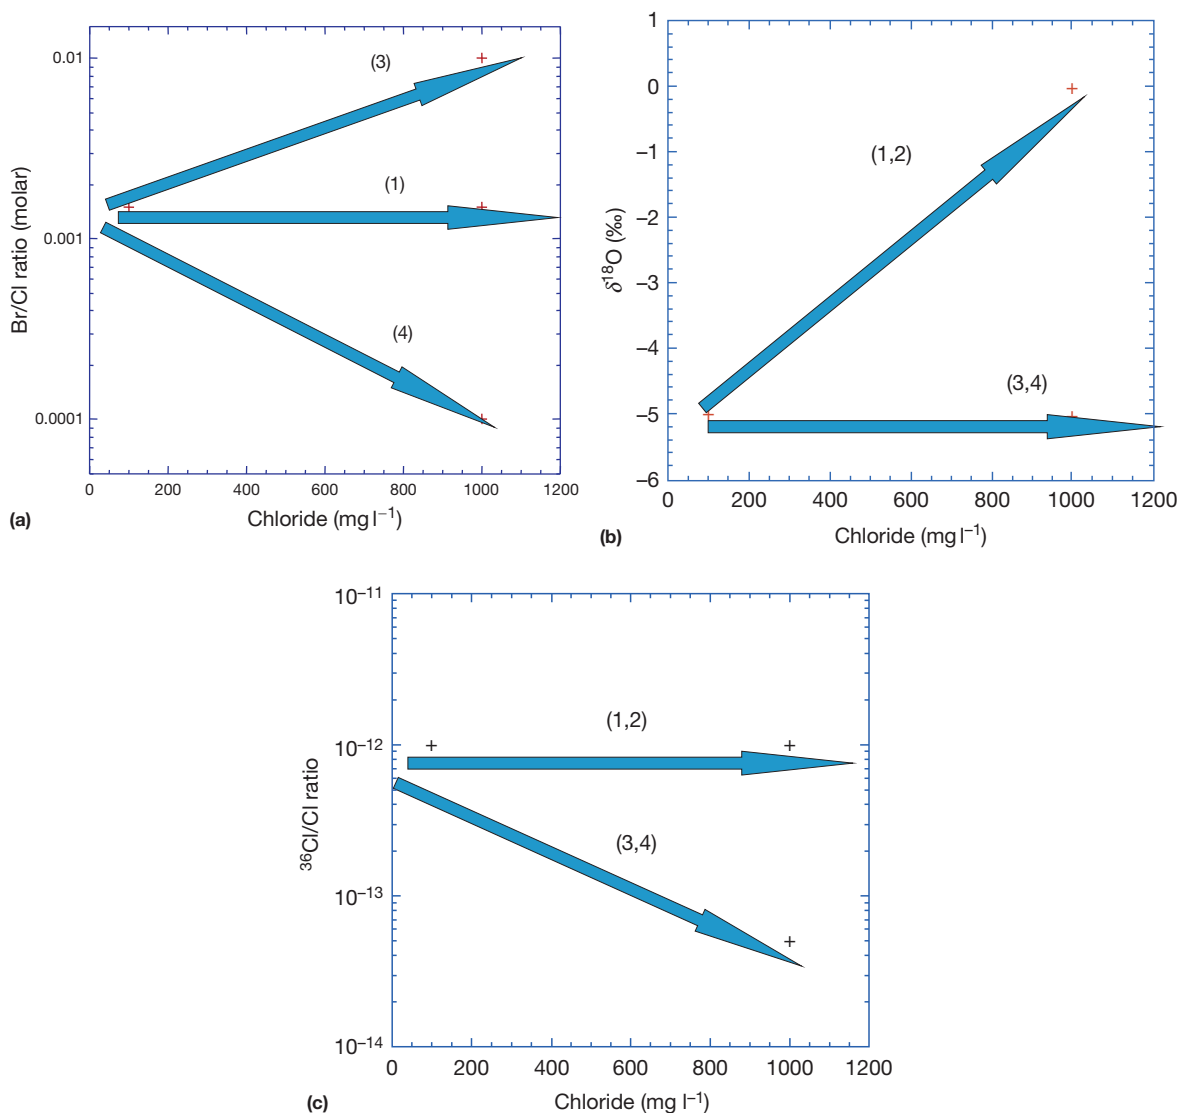 0.01
0.001
0.0001
Br/Cl ratio (molar)
(3)
(1)
(4)
0 200 400 600 800 1000 1200
Chloride (mg l−1)
(a)
1
0
−1
−2
−3
−4
−5
−6
δ18O (‰)
(1,2)
(3,4)
0 200 400 600 800 1000 1200
Chloride (mg l−1)
(b)
10−11
10−12
10−13
10−14
36Cl/Cl ratio
(1,2)
(3,4)
0 200 400 600 800 1000 1200
Chloride (mg l−1)
(c)